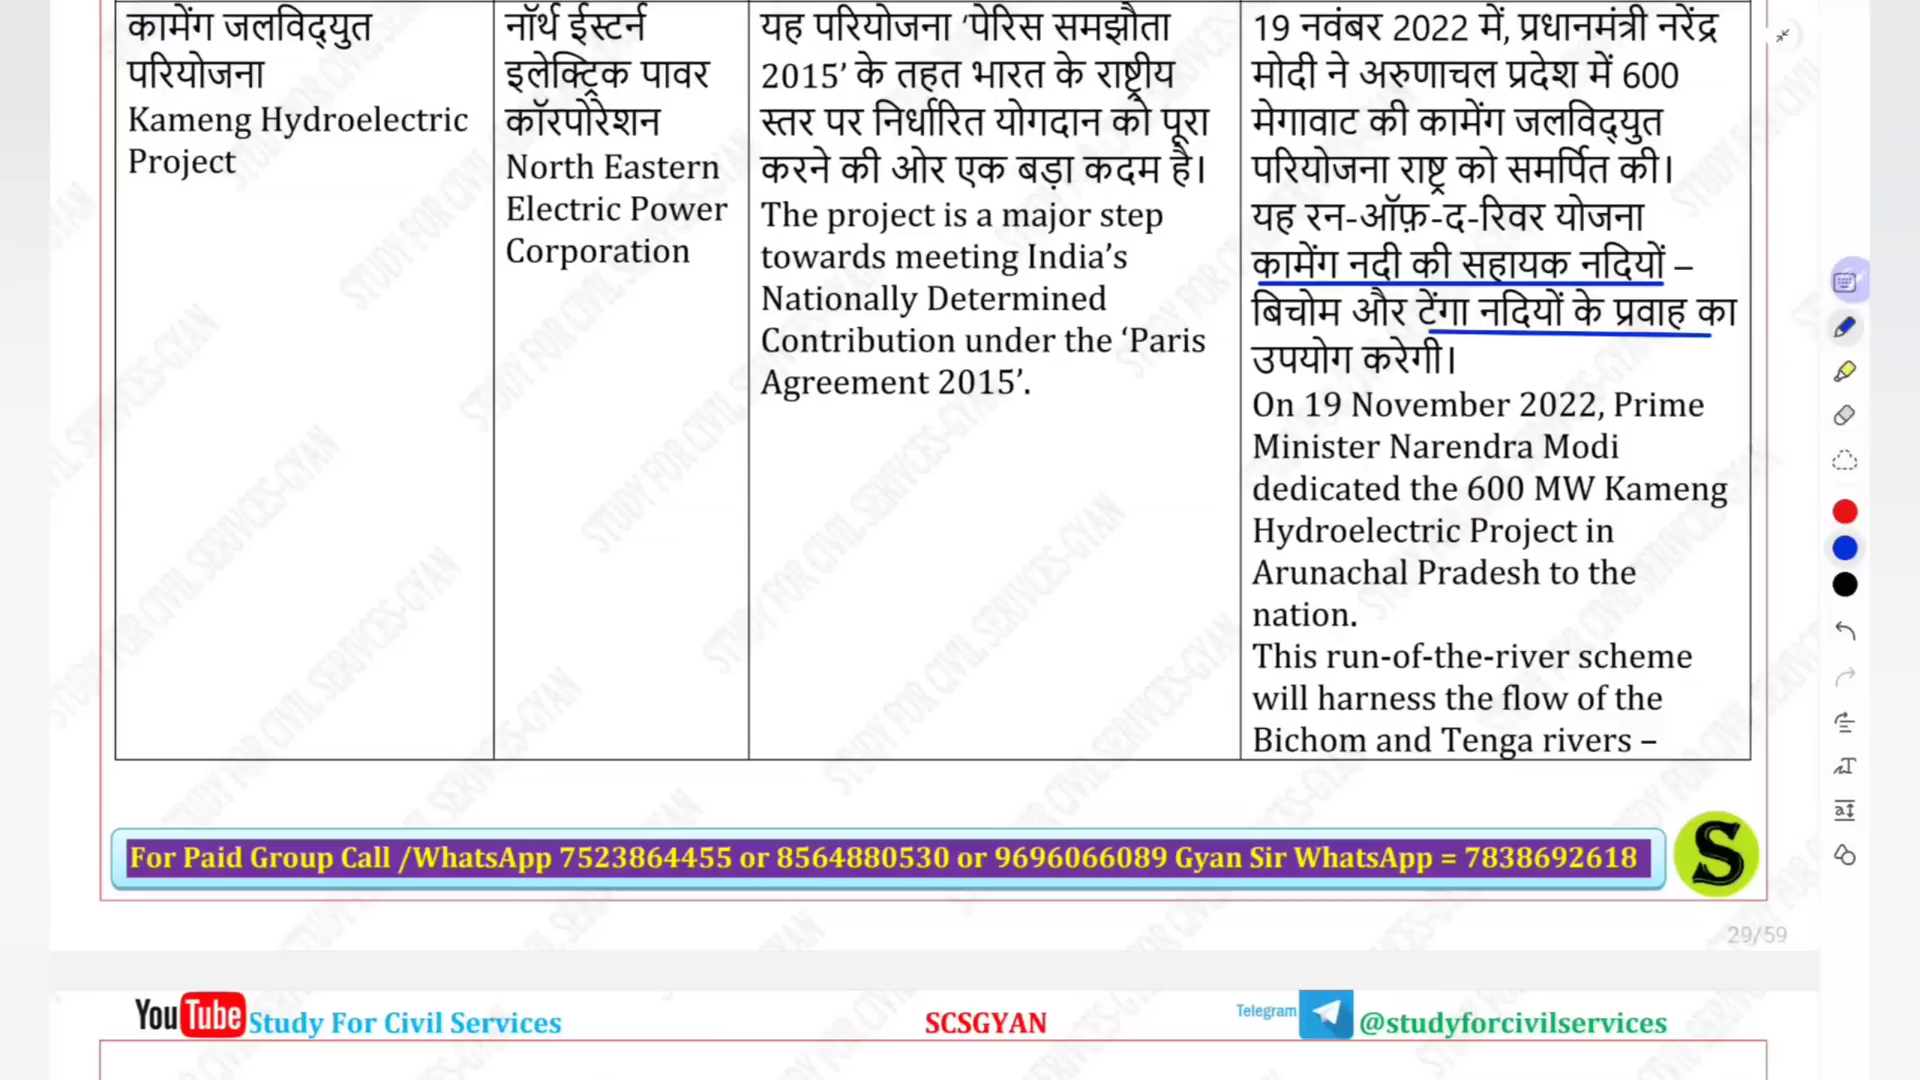 कामेंग जलविद्युत
परियोजना
Kameng Hydroelectric
Project
नॉर्थ ईस्टर्न
इलेक्ट्रिक पावर
कॉरपोरेशन
North Eastern
Electric Power
Corporation
यह परियोजना ‘पेरिस समझौता
2015’ के तहत भारत के राष्ट्रीय
स्तर पर निर्धारित योगदान को पूरा
करने की ओर एक बड़ा कदम है।
The project is a major step
towards meeting India’s
Nationally Determined
Contribution under the ‘Paris
Agreement 2015’.
19 नवंबर 2022 में, प्रधानमंत्री नरेंद्र
मोदी ने अरुणाचल प्रदेश में 600
मेगावाट की कामेंग जलविद्युत
परियोजना राष्ट्र को समर्पित की।
यह रन-ऑफ़-द-रिवर योजना
कामेंग नदी की सहायक नदियों –
बिचोम और टेंगा नदियों के प्रवाह का
उपयोग करेगी।
On 19 November 2022, Prime
Minister Narendra Modi
dedicated the 600 MW Kameng
Hydroelectric Project in
Arunachal Pradesh to the
nation.
This run-of-the-river scheme
will harness the flow of the
Bichom and Tenga rivers –
For Paid Group Call /WhatsApp 7523864455 or 8564880530 or 9696066089 Gyan Sir WhatsApp = 7838692618
S
29/59
YouTube Study For Civil Services
SCSGYAN
Telegram @studyforcivilservices
STUDY FOR CIVIL SERIVCES-GYAN